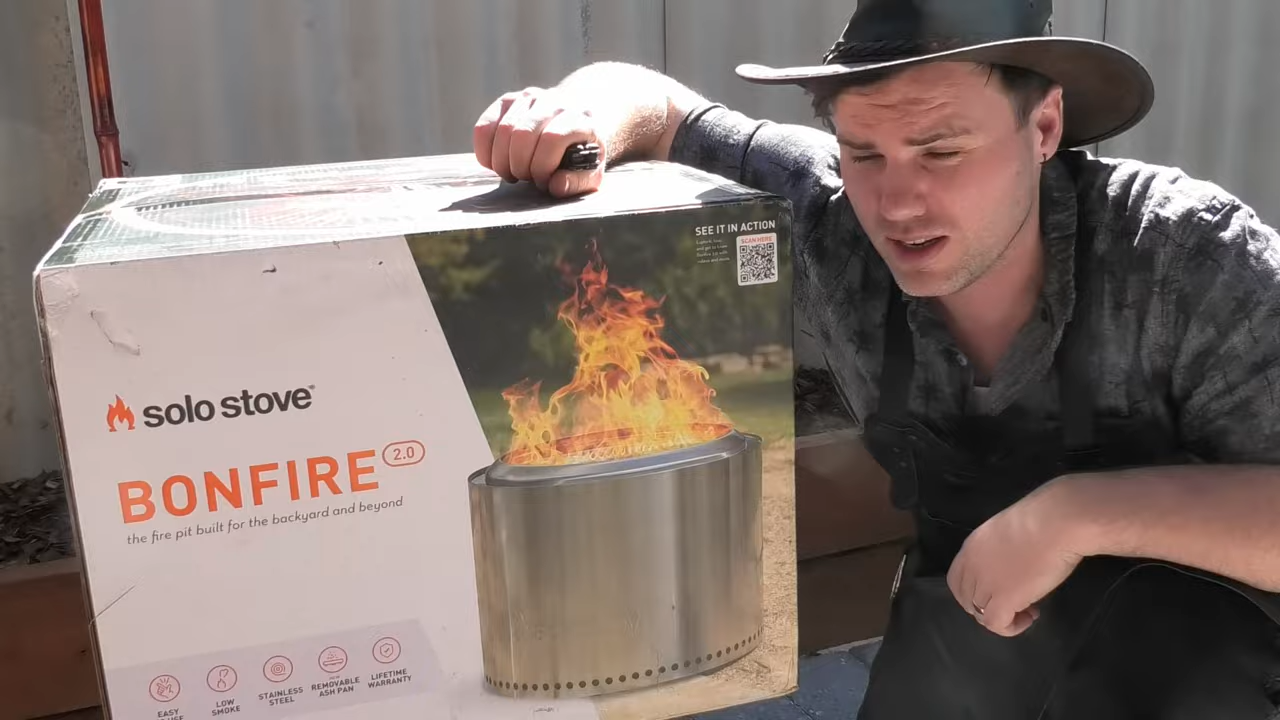 SEE IT IN ACTION
SCAN HERE
solo stove
BONFIRE 2.0
the fire pit built for the backyard and beyond
EASY
LOW
SMOKE
STAINLESS
STEEL
REMOVABLE
ASH PAN
LIFETIME
WARRANTY